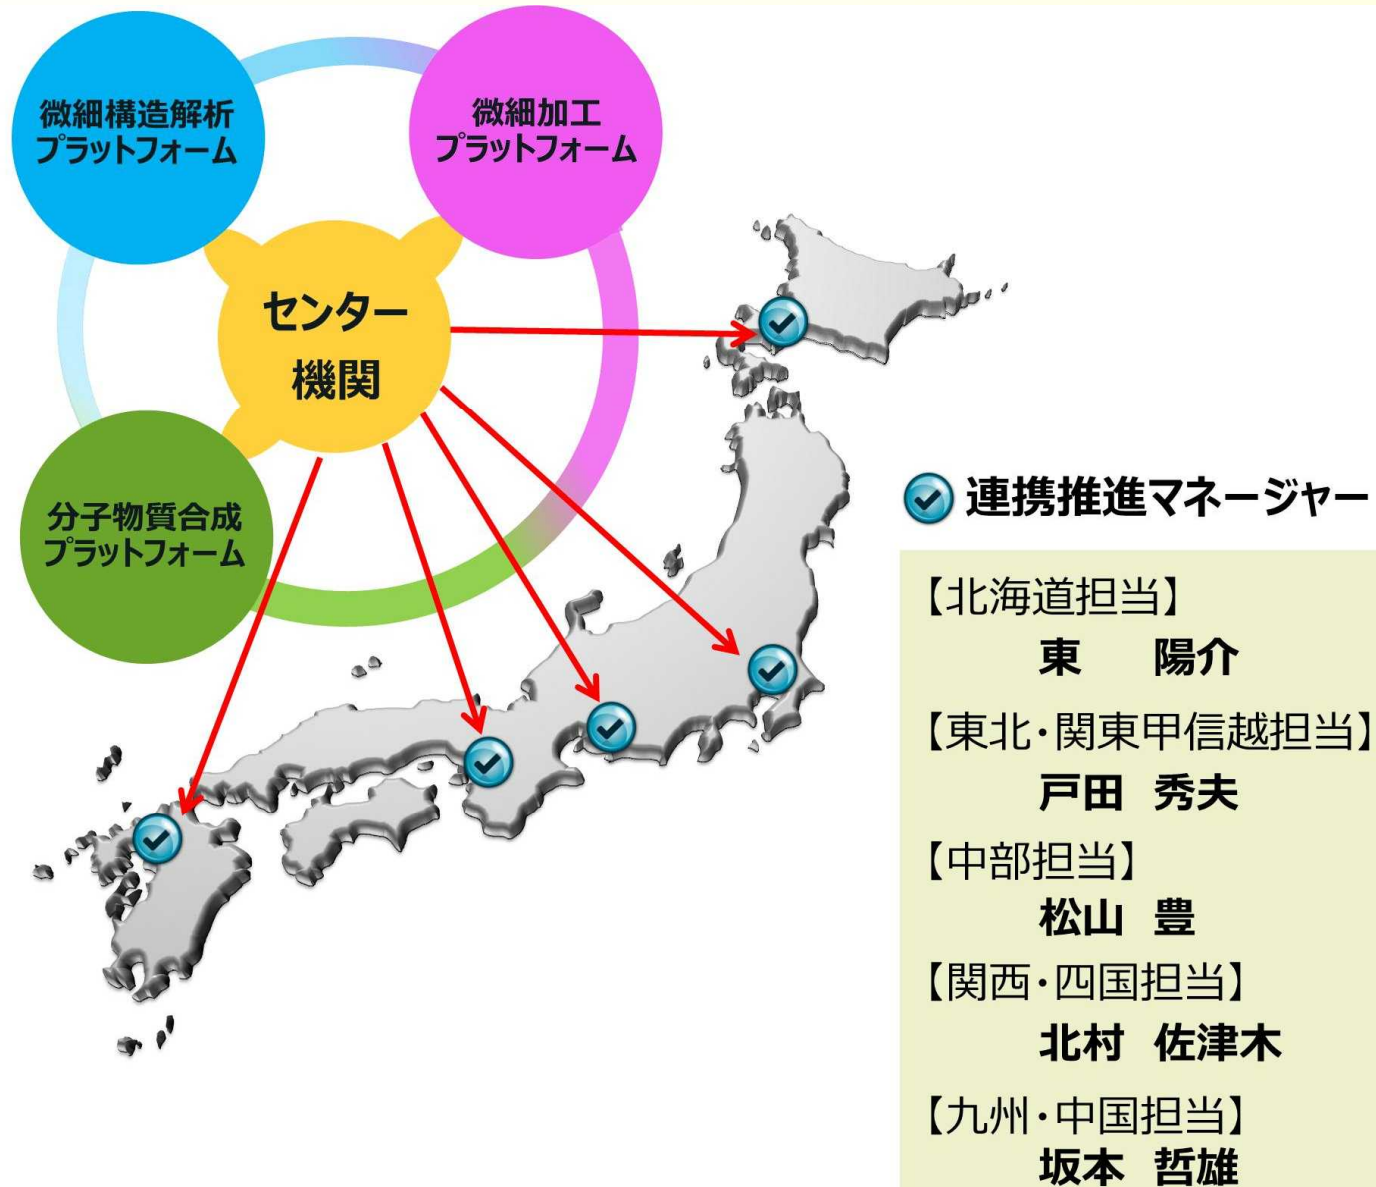 微細構造解析
プラットフォーム
微細加工
プラットフォーム
センター
機関
分子物質合成
プラットフォーム
連携推進マネージャー
【北海道担当】
東　陽介
【東北・関東甲信越担当】
戸田 秀夫
【中部担当】
松山 豊
【関西・四国担当】
北村 佐津木
【九州・中国担当】
坂本 哲雄